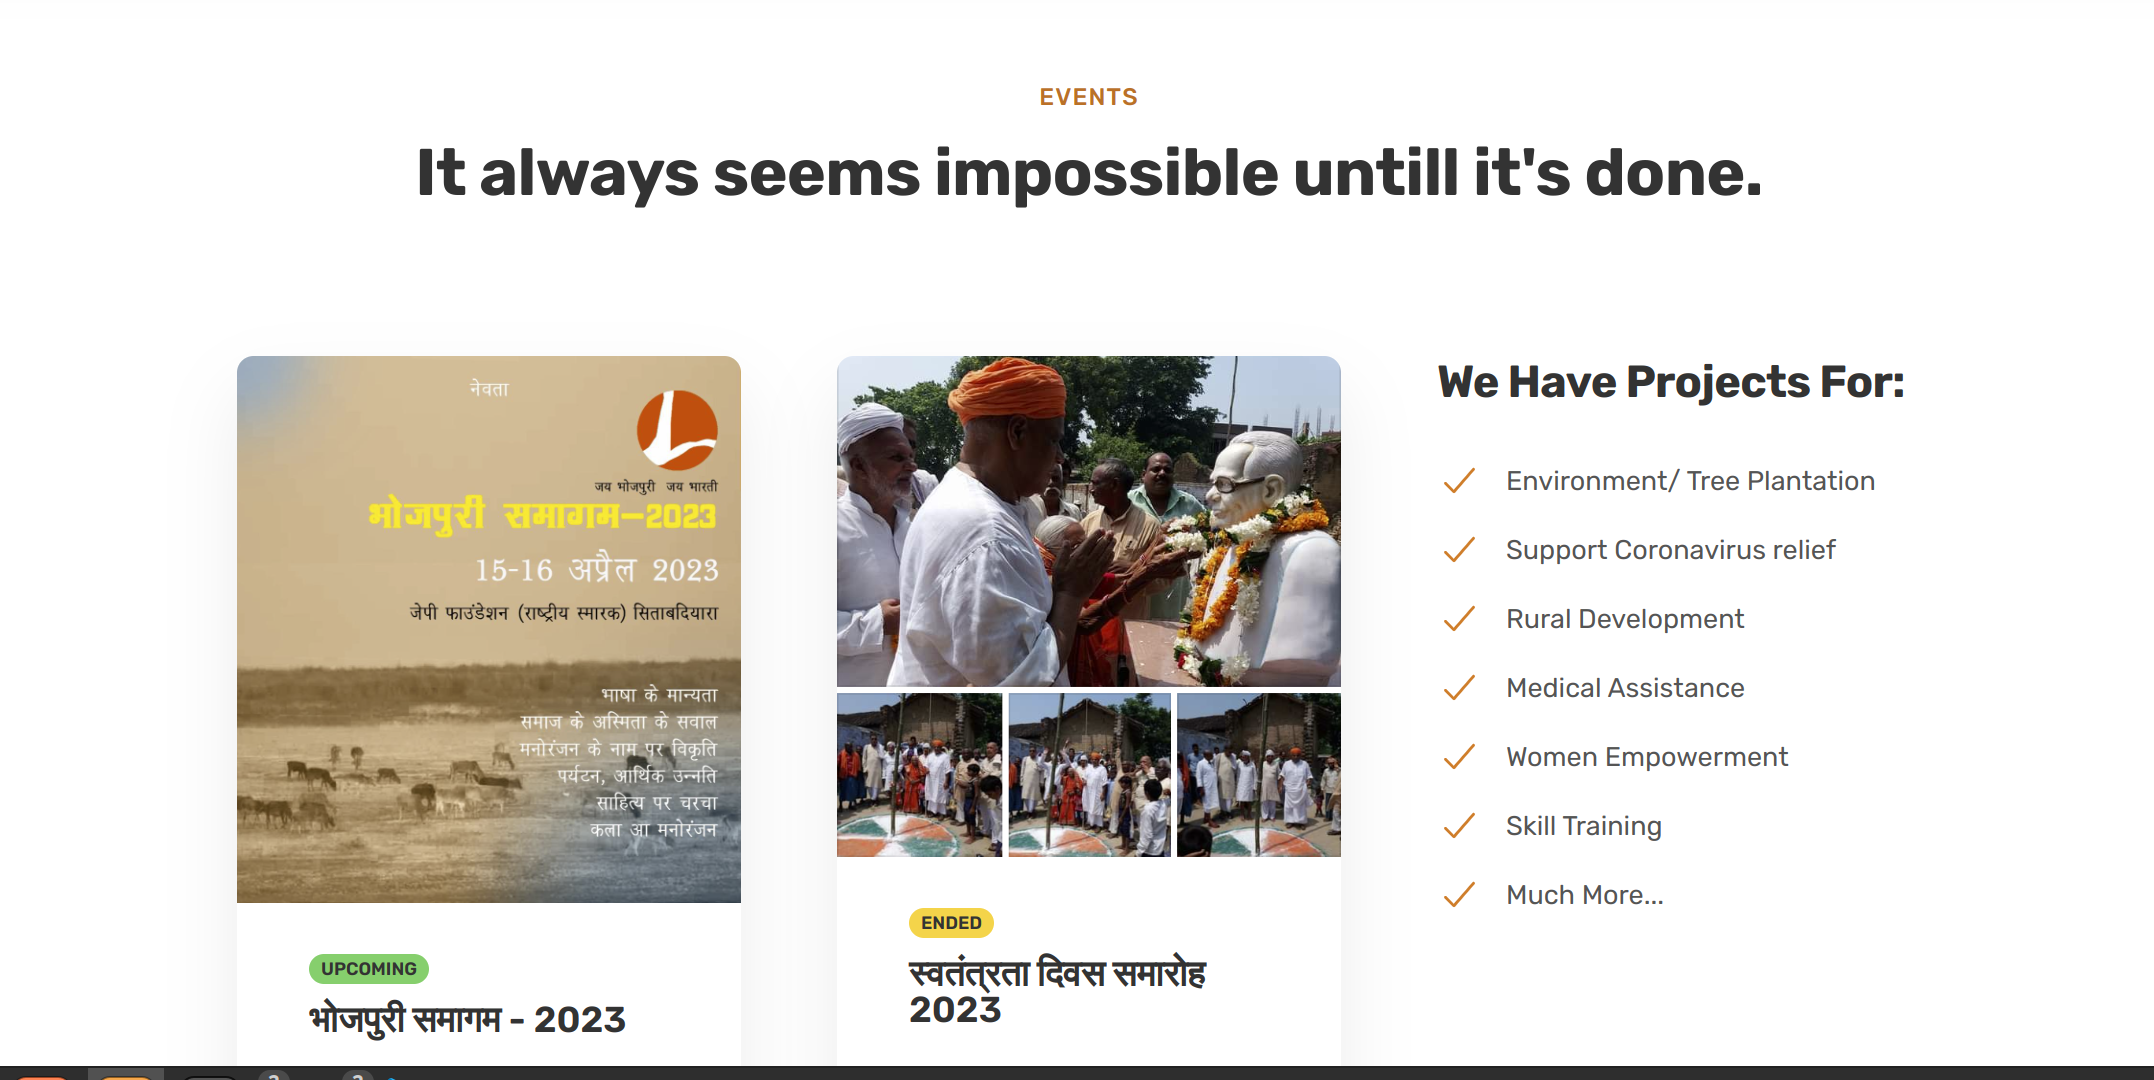 EVENTS
It always seems impossible untill it's done.
नेवता
जय भोजपुरी जय भारती
भोजपुरी समागम-2023
15-16 अप्रैल 2023
जेपी फाउंडेशन (राष्ट्रीय स्मारक) सिताबदियारा
भाषा के मान्यता
समाज के अस्मिता के सवाल
मनोरंजन के नाम पर विकृति
पर्यटन, आर्थिक उन्नति
साहित्य पर चरचा
कला आ मनोरंजन
UPCOMING
भोजपुरी समागम - 2023
ENDED
स्वतंत्रता दिवस समारोह
2023
We Have Projects For:
Environment/ Tree Plantation
Support Coronavirus relief
Rural Development
Medical Assistance
Women Empowerment
Skill Training
Much More...